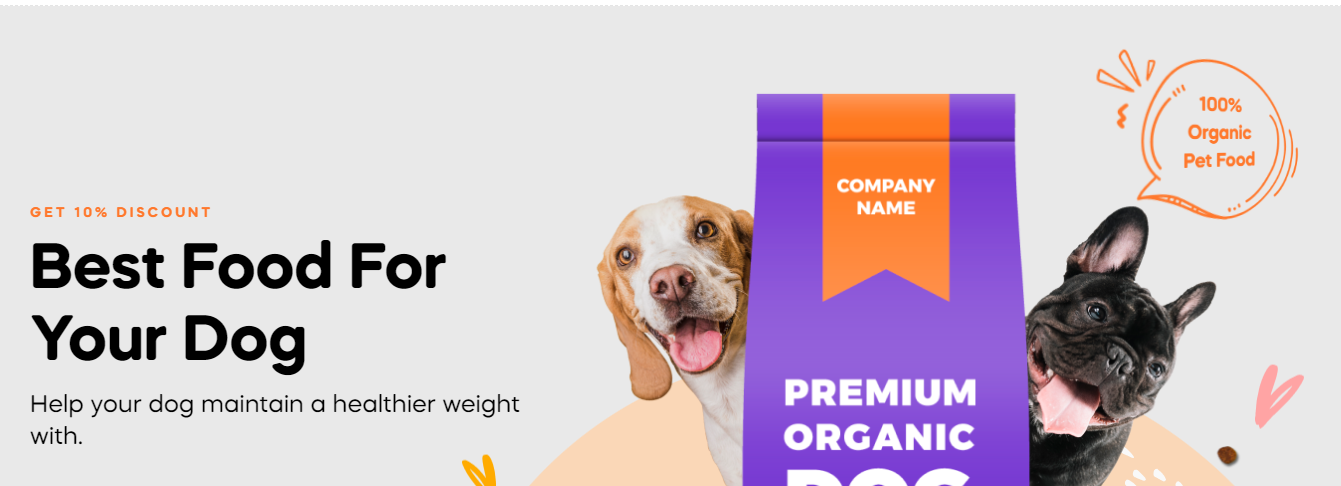 GET 10% DISCOUNT
Best Food For
Your Dog
Help your dog maintain a healthier weight
with.
COMPANY
NAME
PREMIUM
ORGANIC
DOG
100%
Organic
Pet Food